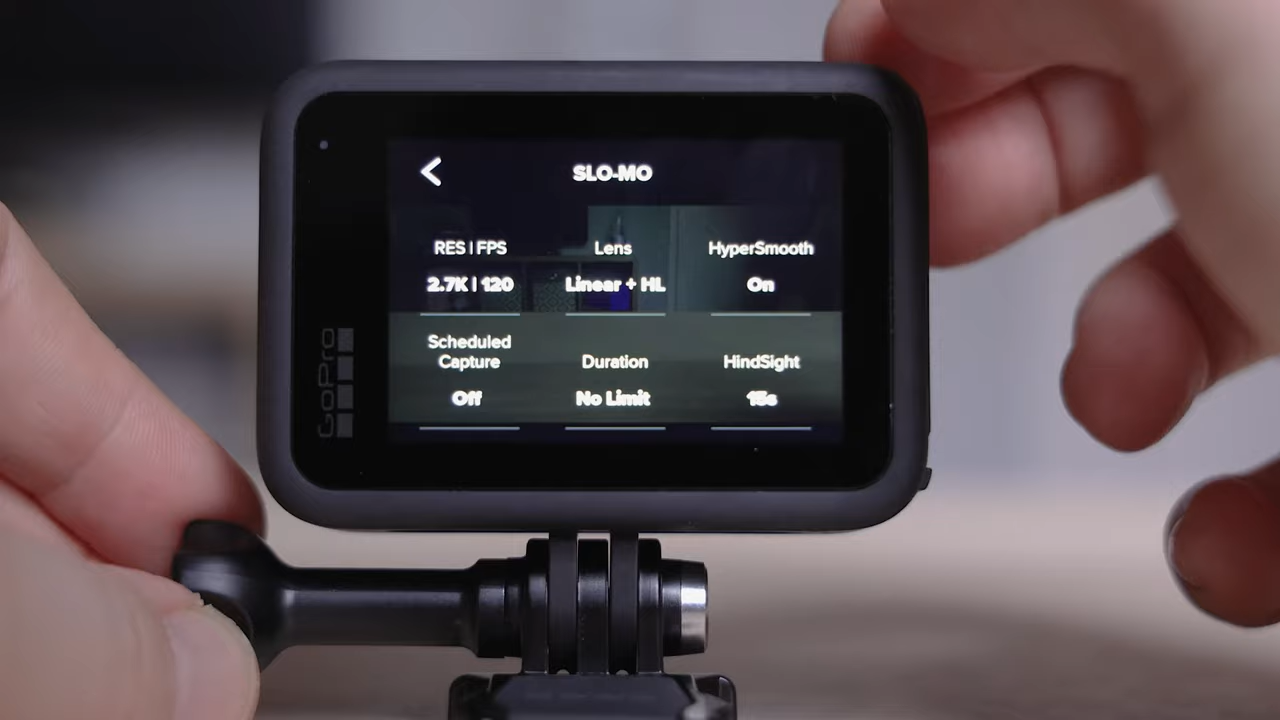 SLO-MO
RES | FPS
2.7K | 120
Lens
Linear + HL
HyperSmooth
On
Scheduled
Capture
Off
Duration
No Limit
HindSight
15s
GoPro